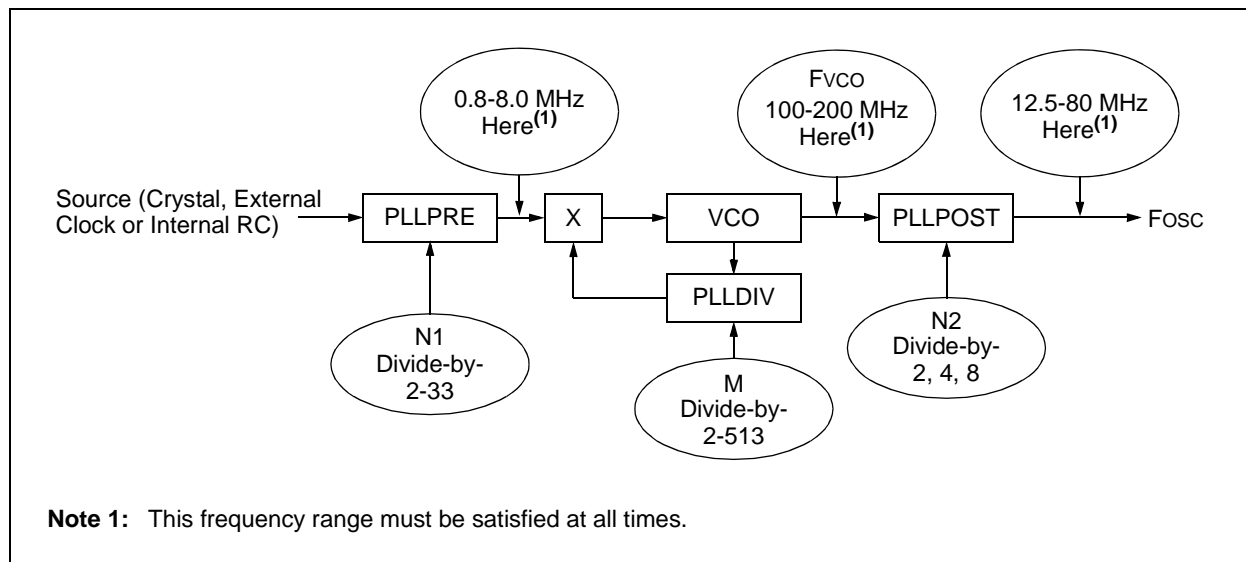 0.8-8.0 MHz
Here(1)
FVCO
100-200 MHz
Here(1)
12.5-80 MHz
Here(1)
Source (Crystal, External
Clock or Internal RC)
PLLPRE
X
VCO
PLLPOST
FOSC
PLLDIV
N1
Divide-by-
2-33
M
Divide-by-
2-513
N2
Divide-by-
2, 4, 8
Note 1: This frequency range must be satisfied at all times.